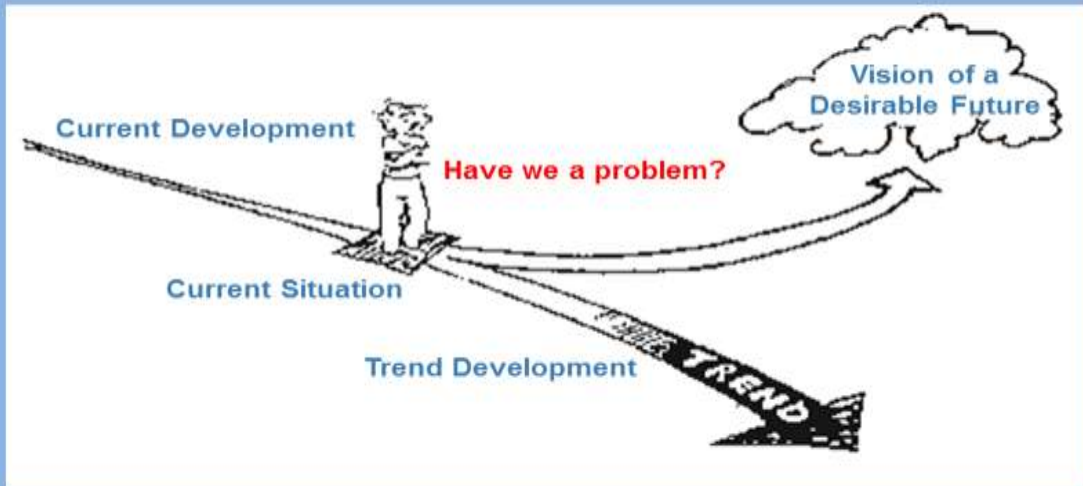 Vision of a
Desirable Future
Current Development
Have we a problem?
Current Situation
Trend Development
TREND